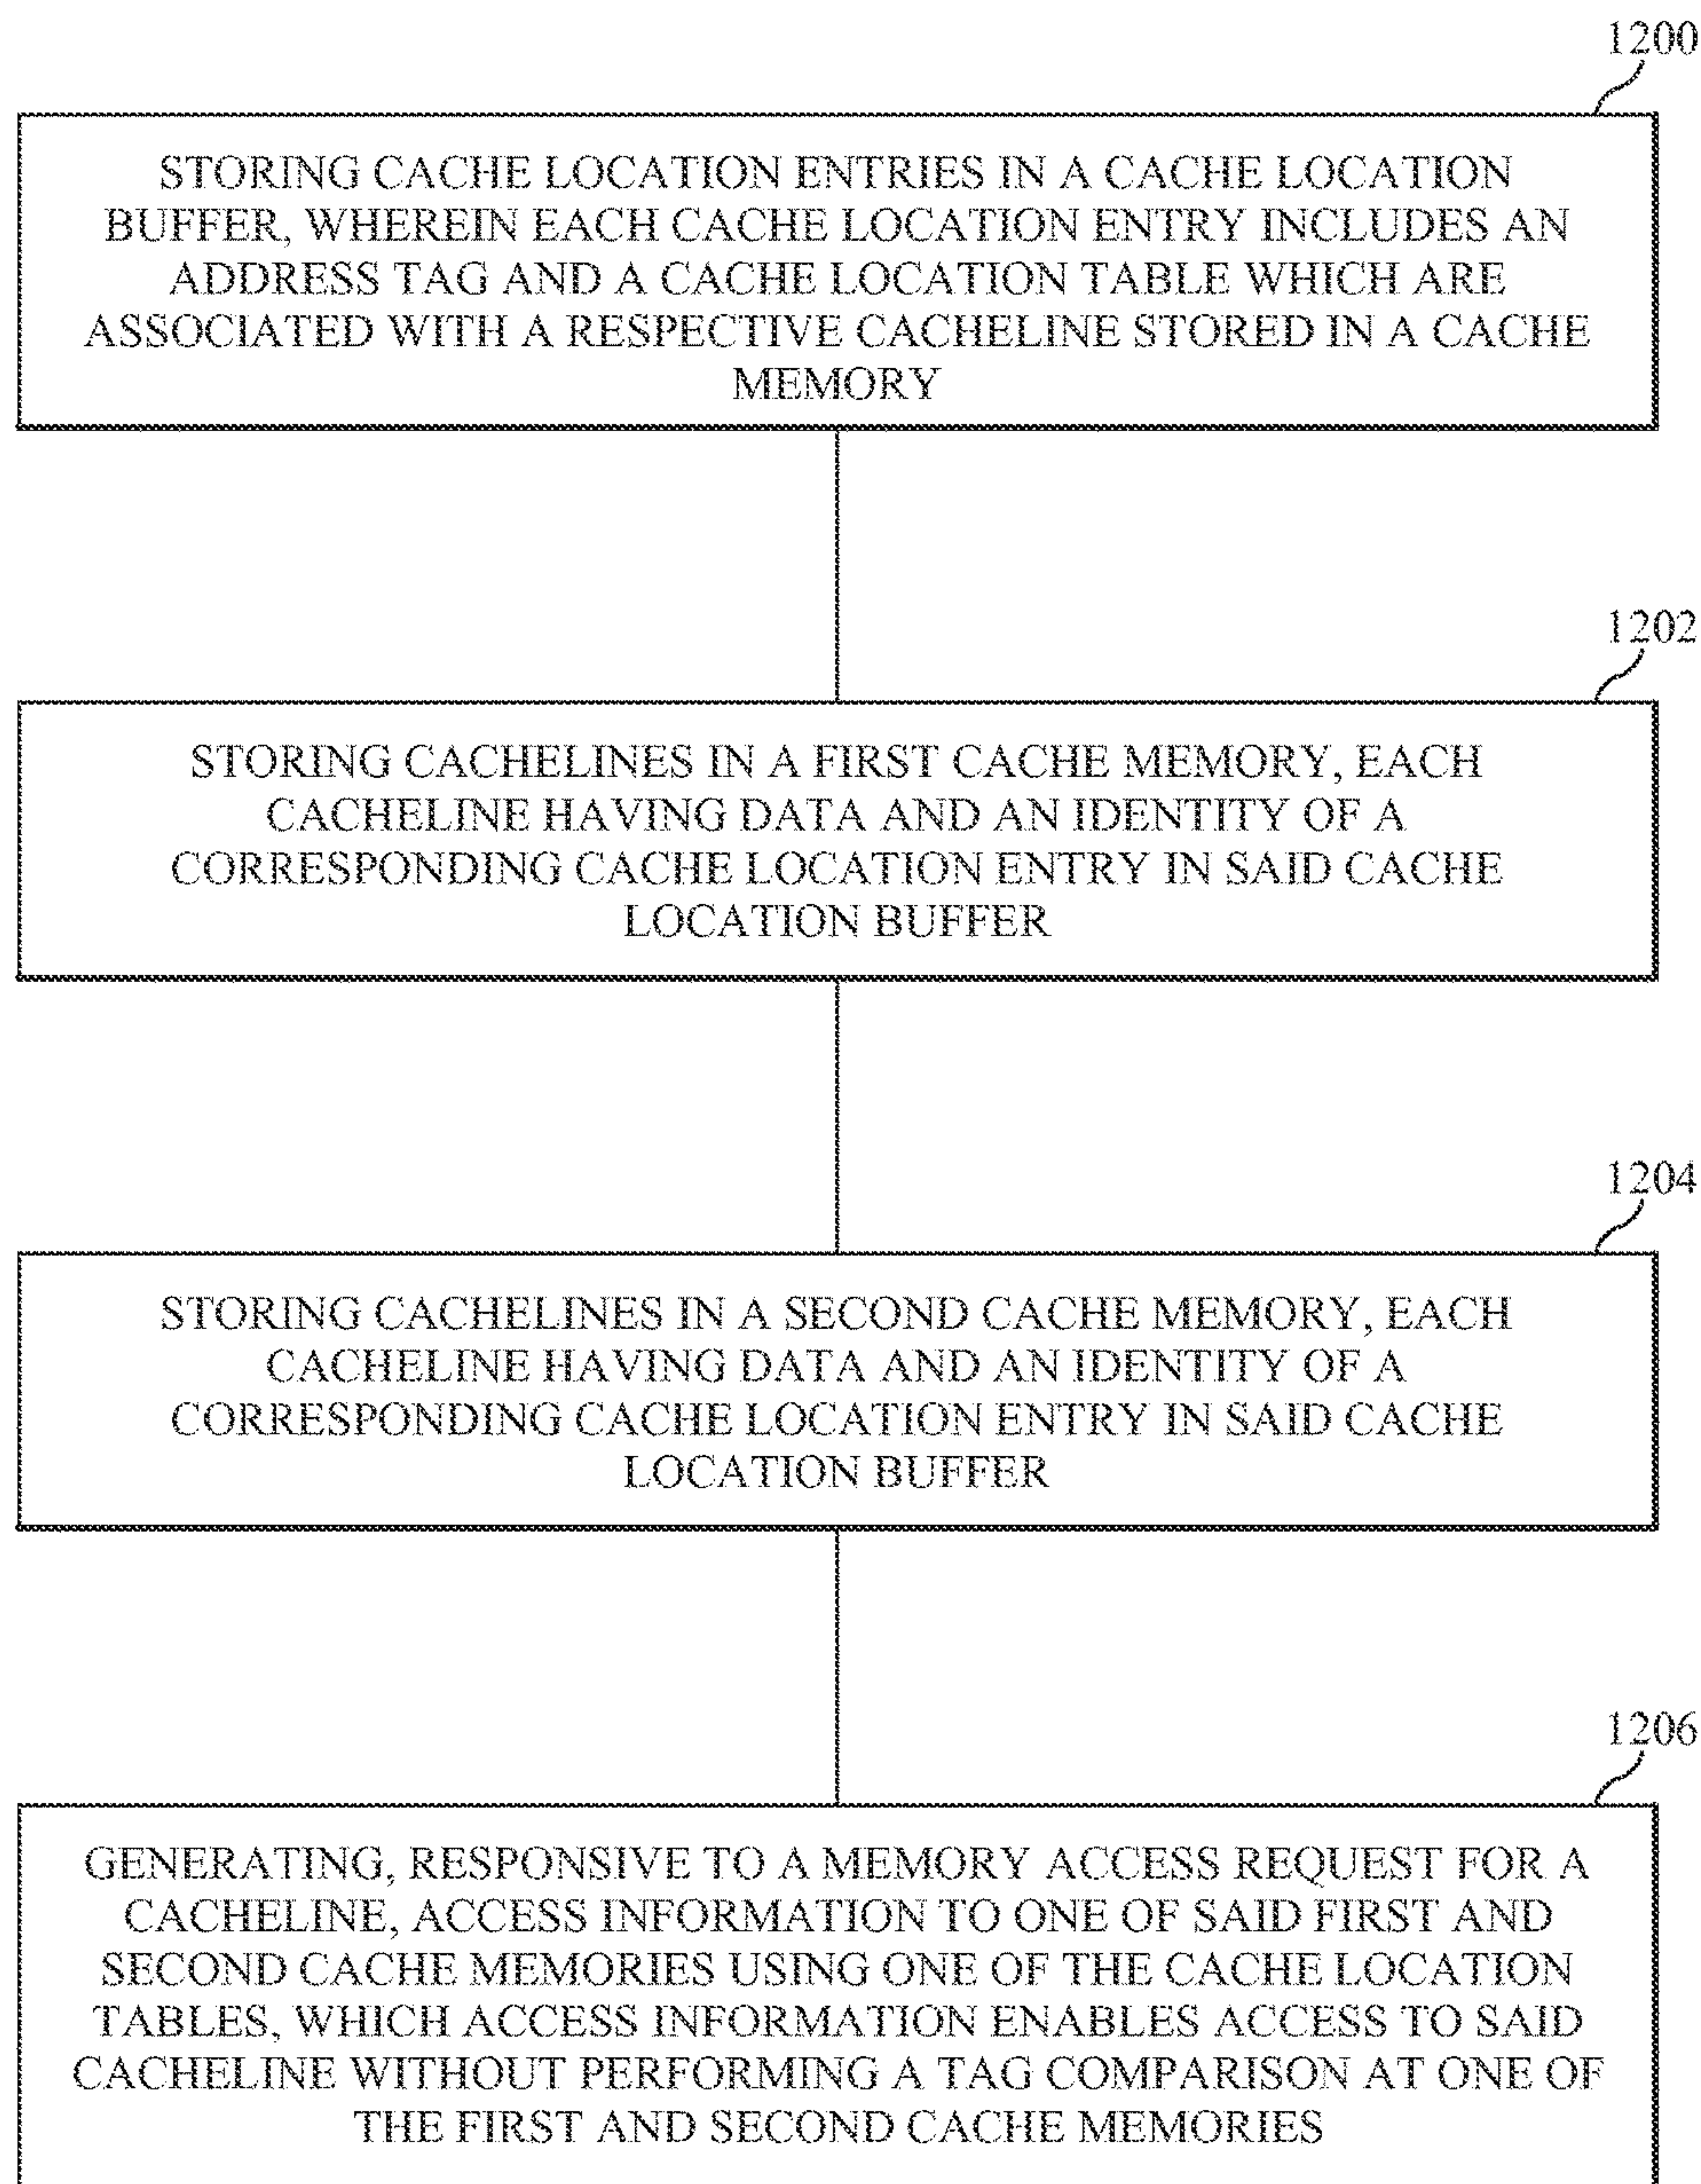 1200
STORING CACHE LOCATION ENTRIES IN A CACHE LOCATION
BUFFER, WHEREIN EACH CACHE LOCATION ENTRY INCLUDES AN
ADDRESS TAG AND A CACHE LOCATION TABLE WHICH ARE
ASSOCIATED WITH A RESPECTIVE CACHELINE STORED IN A CACHE
MEMORY
1202
STORING CACHELINES IN A FIRST CACHE MEMORY, EACH
CACHELINE HAVING DATA AND AN IDENTITY OF A
CORRESPONDING CACHE LOCATION ENTRY IN SAID CACHE
LOCATION BUFFER
1204
STORING CACHELINES IN A SECOND CACHE MEMORY, EACH
CACHELINE HAVING DATA AND AN IDENTITY OF A
CORRESPONDING CACHE LOCATION ENTRY IN SAID CACHE
LOCATION BUFFER
1206
GENERATING, RESPONSIVE TO A MEMORY ACCESS REQUEST FOR A
CACHELINE, ACCESS INFORMATION TO ONE OF SAID FIRST AND
SECOND CACHE MEMORIES USING ONE OF THE CACHE LOCATION
TABLES, WHICH ACCESS INFORMATION ENABLES ACCESS TO SAID
CACHELINE WITHOUT PERFORMING A TAG COMPARISON AT ONE OF
THE FIRST AND SECOND CACHE MEMORIES